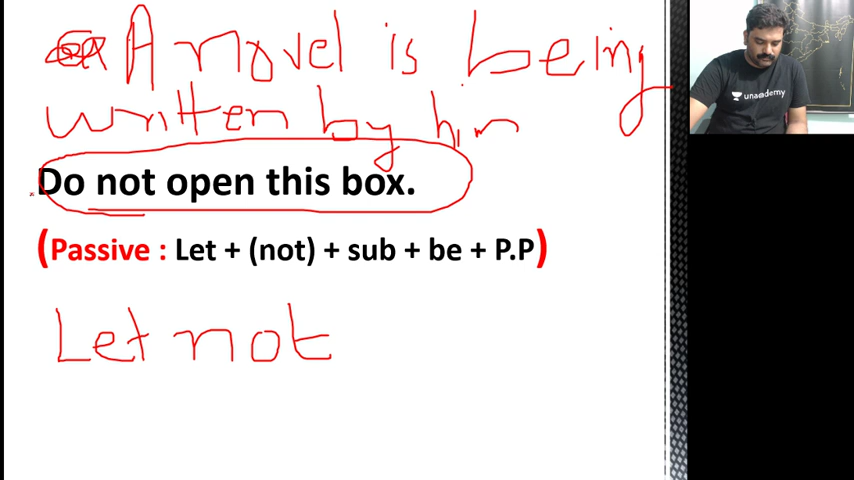 A novel is being
written by him
Do not open this box.
(Passive : Let + (not) + sub + be + P.P)
Let not
unacademy